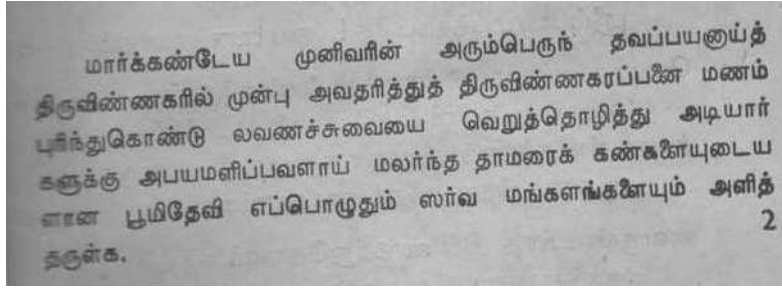 மார்க்கண்டேய முனிவரின் அரும்பெருந் தவப்பயனாய்த்
திருவிண்ணகரில் முன்பு அவதரித்துத் திருவிண்ணகரப்பனை மணம்
புரிந்துகொண்டு லவணச்சுவையை வெறுத்தொழித்து அடியார்
களுக்கு அபயமளிப்பவளாய் மலர்ந்த தாமரைக் கண்களையுடைய
ளான பூமிதேவி எப்பொழுதும் ஸர்வ மங்களங்களையும் அளித்
தருள்க. 2